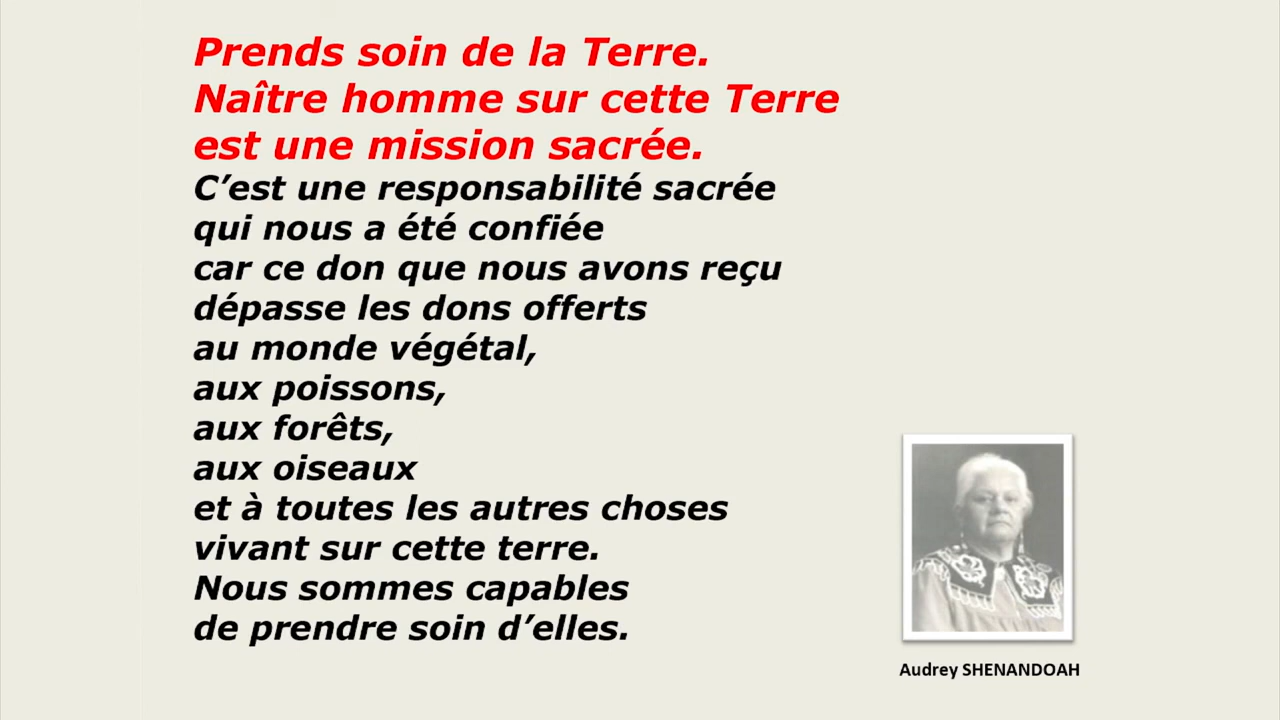 Prends soin de la Terre.
Naître homme sur cette Terre
est une mission sacrée.
C’est une responsabilité sacrée
qui nous a été confiée
car ce don que nous avons reçu
dépasse les dons offerts
au monde végétal,
aux poissons,
aux forêts,
aux oiseaux
et à toutes les autres choses
vivant sur cette terre.
Nous sommes capables
de prendre soin d’elles.
Audrey SHENANDOAH